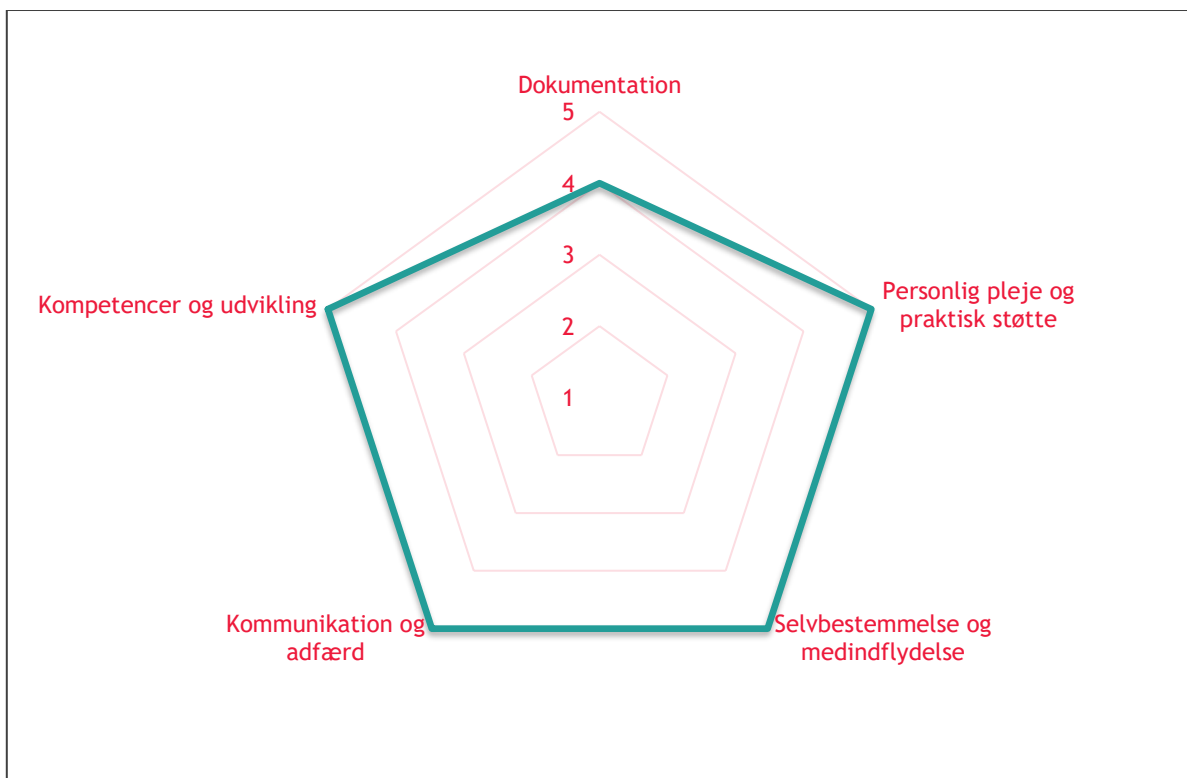 Dokumentation
5
4
3
2
1
Personlig pleje og
praktisk støtte
Selvbestemmelse og
medindflydelse
Kommunikation og
adfærd
Kompetencer og udvikling